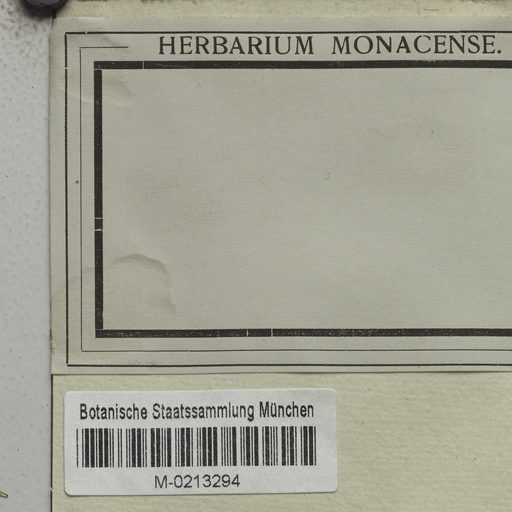 HERBARIUM MONACENSE.
Botanische Staatssammlung München
M-0213294